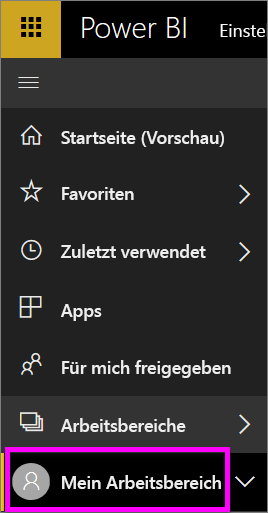 Power BI Einste
Startseite (Vorschau)
Favoriten
Zuletzt verwendet
Apps
Für mich freigegeben
Arbeitsbereiche
Mein Arbeitsbereich